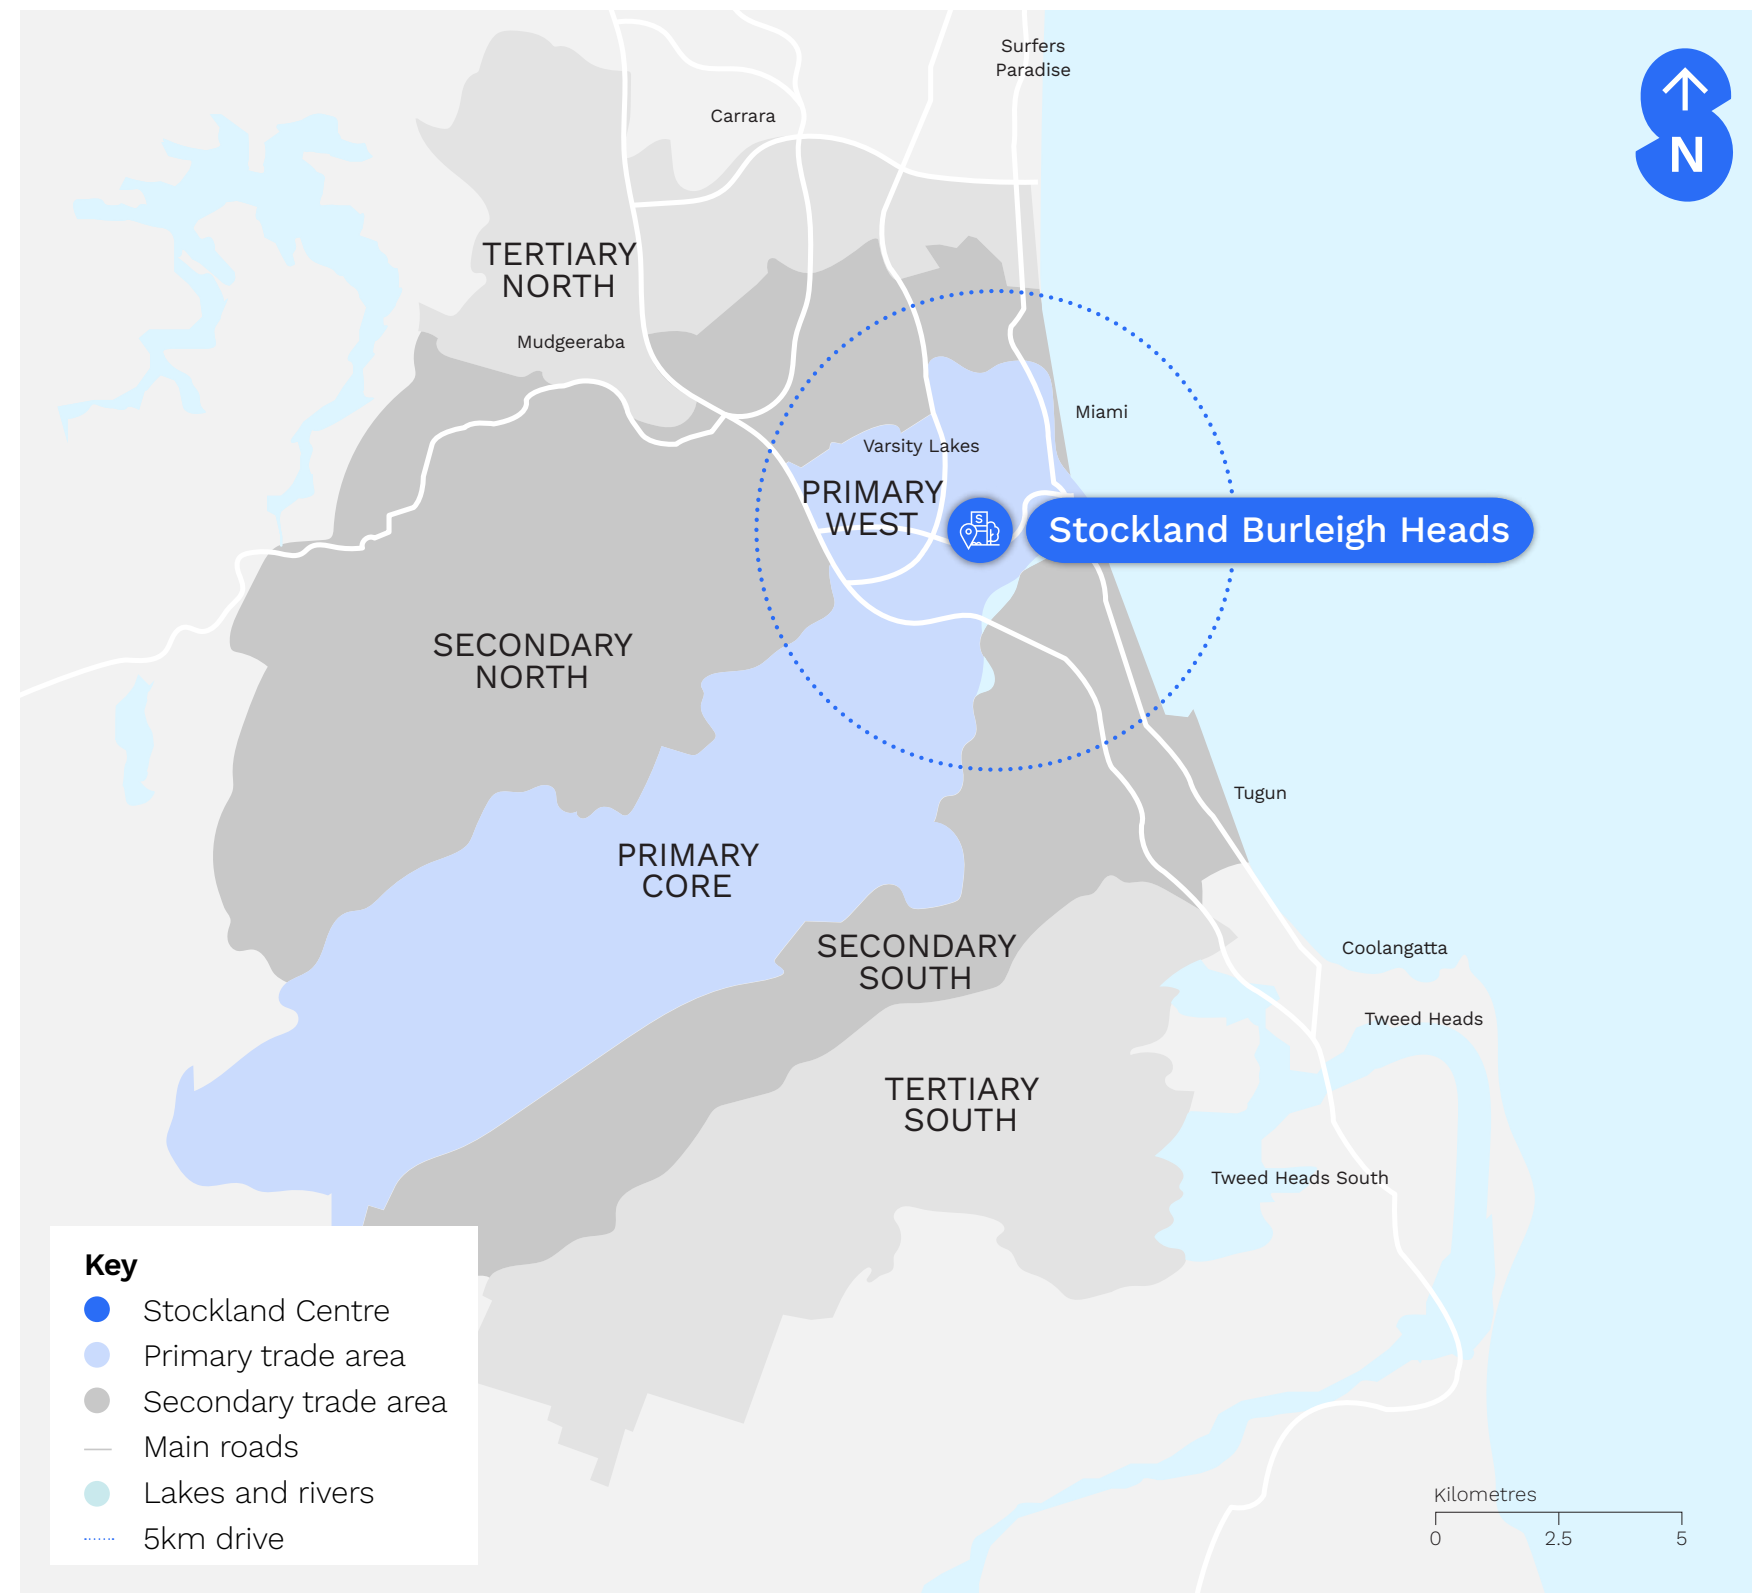 Surfers
Paradise
Carrara
N
TERTIARY
NORTH
Mudgeeraba
Miami
Varsity Lakes
PRIMARY
WEST
S
Stockland Burleigh Heads
SECONDARY
NORTH
Tugun
PRIMARY
CORE
SECONDARY
SOUTH
Coolangatta
Tweed Heads
TERTIARY
SOUTH
Tweed Heads South
Key
Stockland Centre
Primary trade area
Secondary trade area
Main roads
Lakes and rivers
5km drive
Kilometres
0 2.5 5